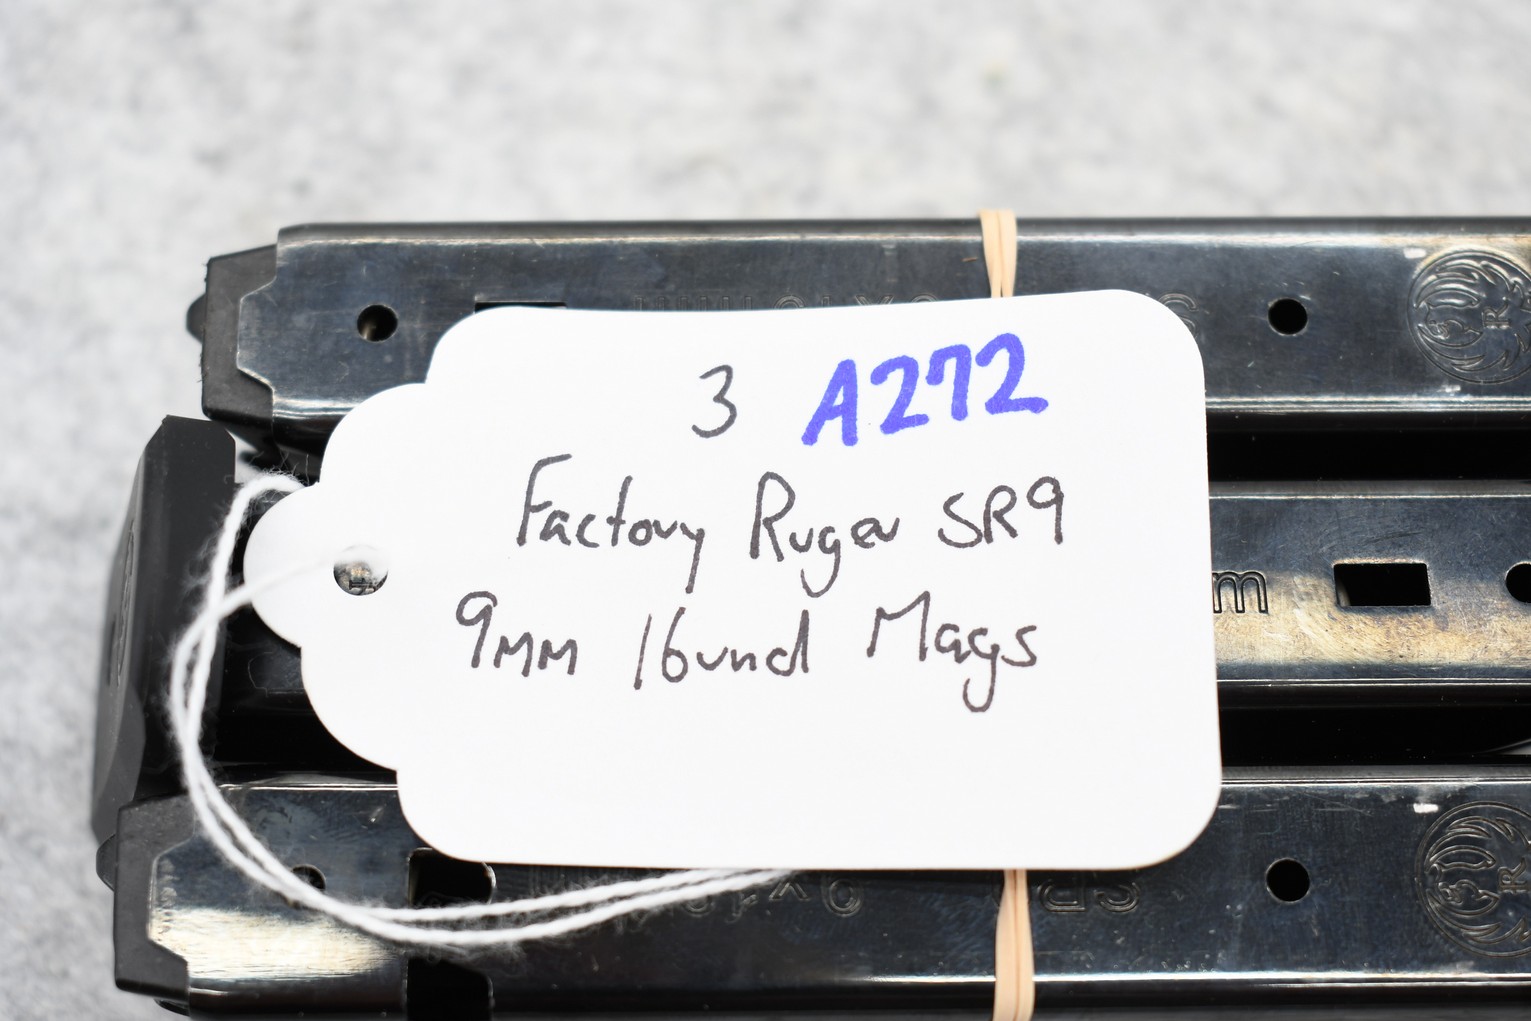 3 A272
Factory Ruger SR9
9mm 16rnd Mags
m